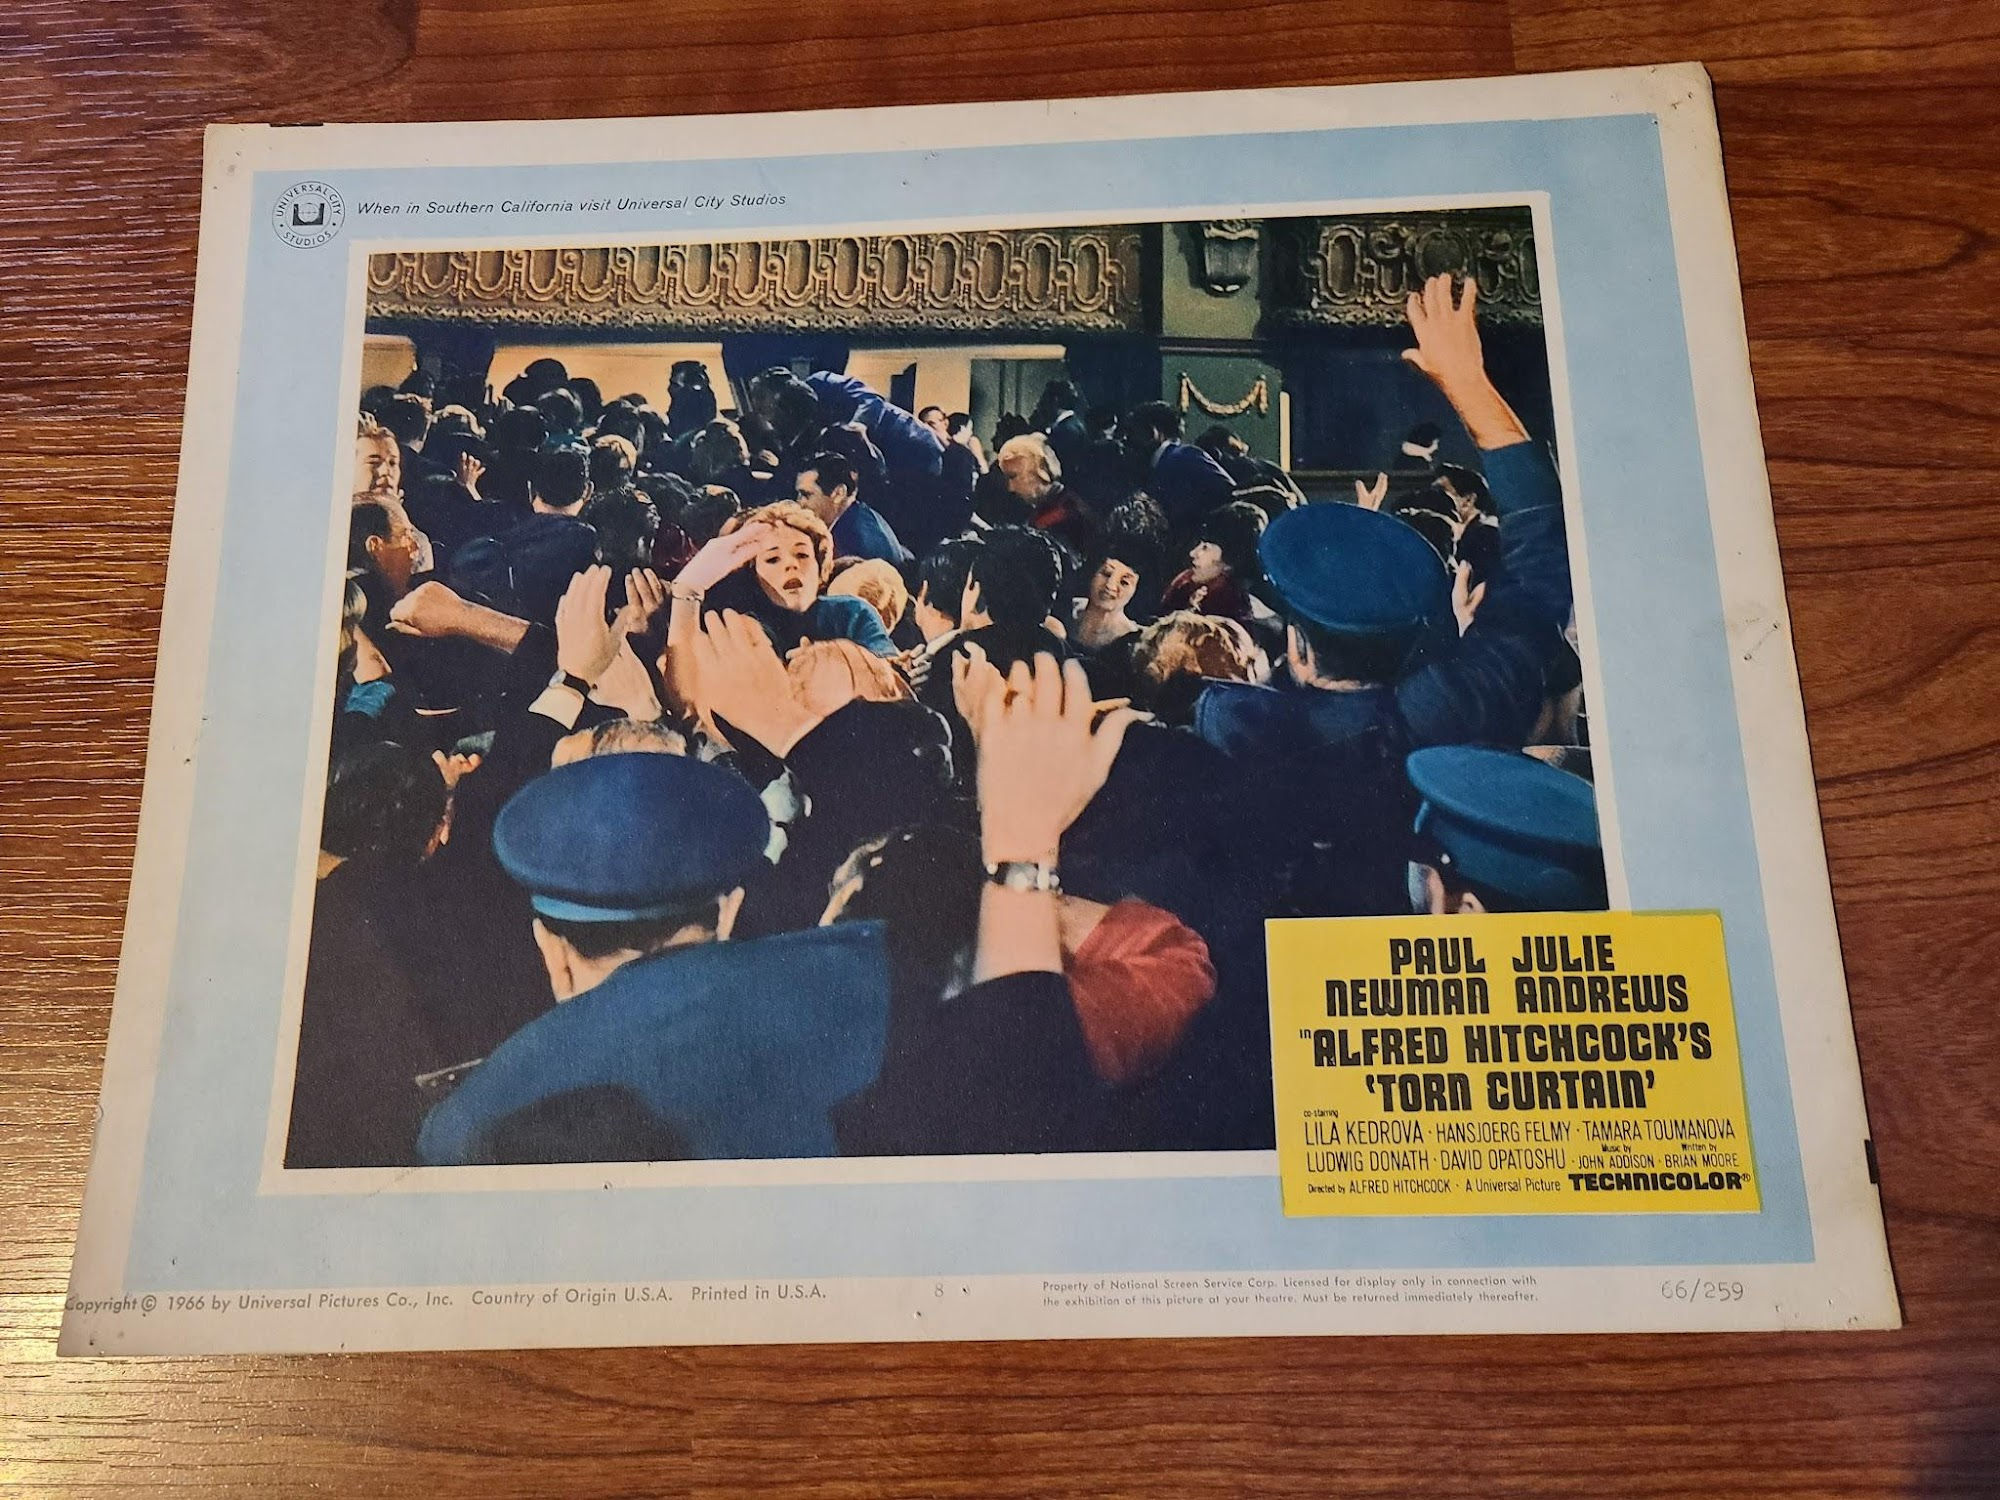 UNIVERSAL CITY
STUDIOS
When in Southern California visit Universal City Studios
PAUL JULIE
NEWMAN ANDREWS
in ALFRED HITCHCOCK'S
'TORN CURTAIN'
co-starring
LILA KEDROVA · HANSJOERG FELMY · TAMARA TOUMANOVA
Music by Written by
LUDWIG DONATH · DAVID OPATOSHU · JOHN ADDISON · BRIAN MOORE
Directed by ALFRED HITCHCOCK · A Universal Picture TECHNICOLOR®
Copyright © 1966 by Universal Pictures Co., Inc. Country of Origin U.S.A. Printed in U.S.A.
8
Property of National Screen Service Corp. Licensed for display only in connection with
the exhibition of this picture at your theatre. Must be returned immediately thereafter.
66/259